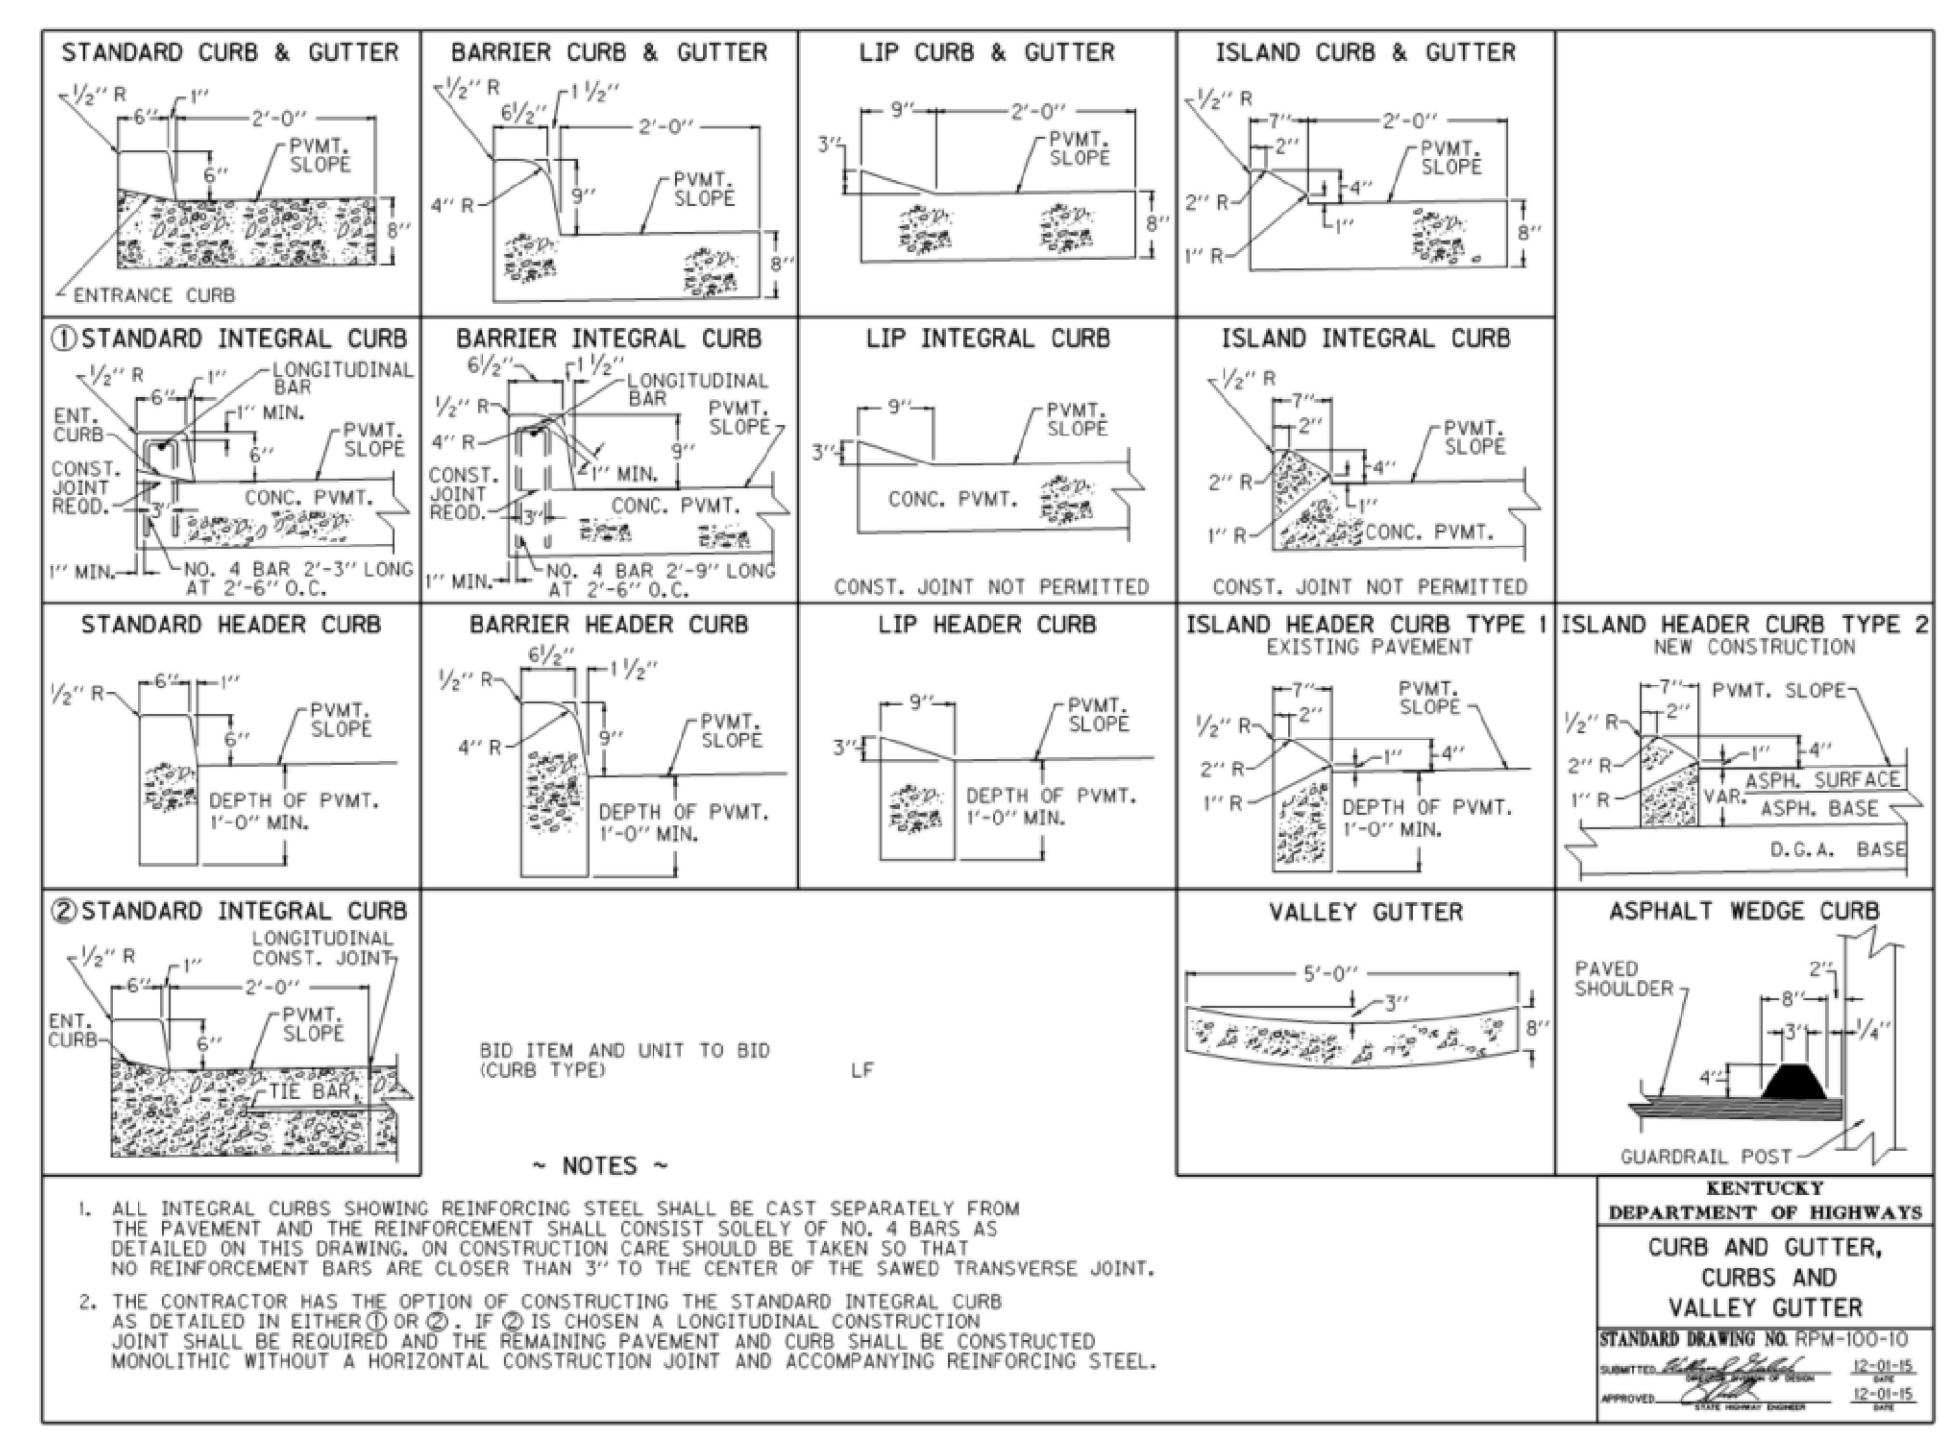 STANDARD CURB & GUTTER
1/2" R
6"
1"
2'-0"
PVMT.
SLOPE
6"
8"
ENTRANCE CURB
BARRIER CURB & GUTTER
1/2" R
6 1/2"
1 1/2"
2'-0"
4" R
9"
PVMT.
SLOPE
8"
LIP CURB & GUTTER
9"
2'-0"
3"
PVMT.
SLOPE
8"
ISLAND CURB & GUTTER
1/2" R
7"
2'-0"
2"
PVMT.
SLOPE
4"
2" R
1"
1" R
8"
① STANDARD INTEGRAL CURB
1/2" R
1"
LONGITUDINAL
BAR
6"
1" MIN.
ENT.
CURB
PVMT.
SLOPE
6"
CONST.
JOINT
REQD.
CONC. PVMT.
3"
1" MIN.
NO. 4 BAR 2'-3" LONG
AT 2'-6" O.C.
BARRIER INTEGRAL CURB
6 1/2"
1 1/2"
LONGITUDINAL
BAR
1/2" R
PVMT.
SLOPE
4" R
9"
1" MIN.
CONST.
JOINT
REQD.
CONC. PVMT.
3"
1" MIN.
NO. 4 BAR 2'-9" LONG
AT 2'-6" O.C.
LIP INTEGRAL CURB
9"
PVMT.
SLOPE
3"
CONC. PVMT.
CONST. JOINT NOT PERMITTED
ISLAND INTEGRAL CURB
1/2" R
7"
2"
PVMT.
SLOPE
4"
2" R
1"
1" R
CONC. PVMT.
CONST. JOINT NOT PERMITTED
STANDARD HEADER CURB
6"
1"
1/2" R
PVMT.
SLOPE
6"
DEPTH OF PVMT.
1'-0" MIN.
BARRIER HEADER CURB
6 1/2"
1 1/2"
1/2" R
PVMT.
SLOPE
4" R
9"
DEPTH OF PVMT.
1'-0" MIN.
LIP HEADER CURB
9"
PVMT.
SLOPE
3"
DEPTH OF PVMT.
1'-0" MIN.
ISLAND HEADER CURB TYPE 1
EXISTING PAVEMENT
7"
PVMT.
SLOPE
1/2" R
2"
4"
1"
2" R
1" R
DEPTH OF PVMT.
1'-0" MIN.
ISLAND HEADER CURB TYPE 2
NEW CONSTRUCTION
7"
PVMT. SLOPE
1/2" R
2"
1"
4"
2" R
ASPH. SURFACE
1" R
VAR.
ASPH. BASE
D.G.A. BASE
② STANDARD INTEGRAL CURB
LONGITUDINAL
CONST. JOINT
1/2" R
1"
6"
2'-0"
PVMT.
SLOPE
ENT.
CURB
6"
TIE BAR
BID ITEM AND UNIT TO BID
(CURB TYPE) LF
VALLEY GUTTER
5'-0"
3"
8"
ASPHALT WEDGE CURB
PAVED
SHOULDER
2"
8"
3"
1/4"
4"
GUARDRAIL POST
~ NOTES ~
1. ALL INTEGRAL CURBS SHOWING REINFORCING STEEL SHALL BE CAST SEPARATELY FROM
THE PAVEMENT AND THE REINFORCEMENT SHALL CONSIST SOLELY OF NO. 4 BARS AS
DETAILED ON THIS DRAWING. ON CONSTRUCTION CARE SHOULD BE TAKEN SO THAT
NO REINFORCEMENT BARS ARE CLOSER THAN 3" TO THE CENTER OF THE SAWED TRANSVERSE JOINT.
2. THE CONTRACTOR HAS THE OPTION OF CONSTRUCTING THE STANDARD INTEGRAL CURB
AS DETAILED IN EITHER ① OR ②. IF ② IS CHOSEN A LONGITUDINAL CONSTRUCTION
JOINT SHALL BE REQUIRED AND THE REMAINING PAVEMENT AND CURB SHALL BE CONSTRUCTED
MONOLITHIC WITHOUT A HORIZONTAL CONSTRUCTION JOINT AND ACCOMPANYING REINFORCING STEEL.
KENTUCKY
DEPARTMENT OF HIGHWAYS
CURB AND GUTTER,
CURBS AND
VALLEY GUTTER
STANDARD DRAWING NO. RPM-100-10
SUBMITTED 12-01-15
DIRECTOR DIVISION OF DESIGN DATE
APPROVED 12-01-15
STATE HIGHWAY ENGINEER DATE